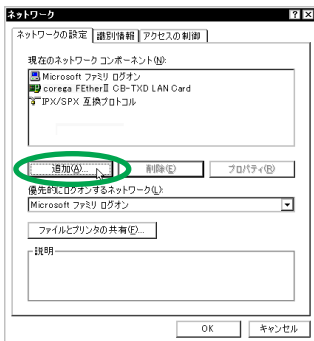 ネットワーク
ネットワークの設定 識別情報 アクセスの制御
現在のネットワーク コンポーネント(N):
Microsoft ファミリ ログオン
corega FEtherII CB-TXD LAN Card
IPX/SPX 互換プロトコル
追加(A)... 削除(E) プロパティ(R)
優先的にログオンするネットワーク(L):
Microsoft ファミリ ログオン
ファイルとプリンタの共有(F)...
説明
OK キャンセル